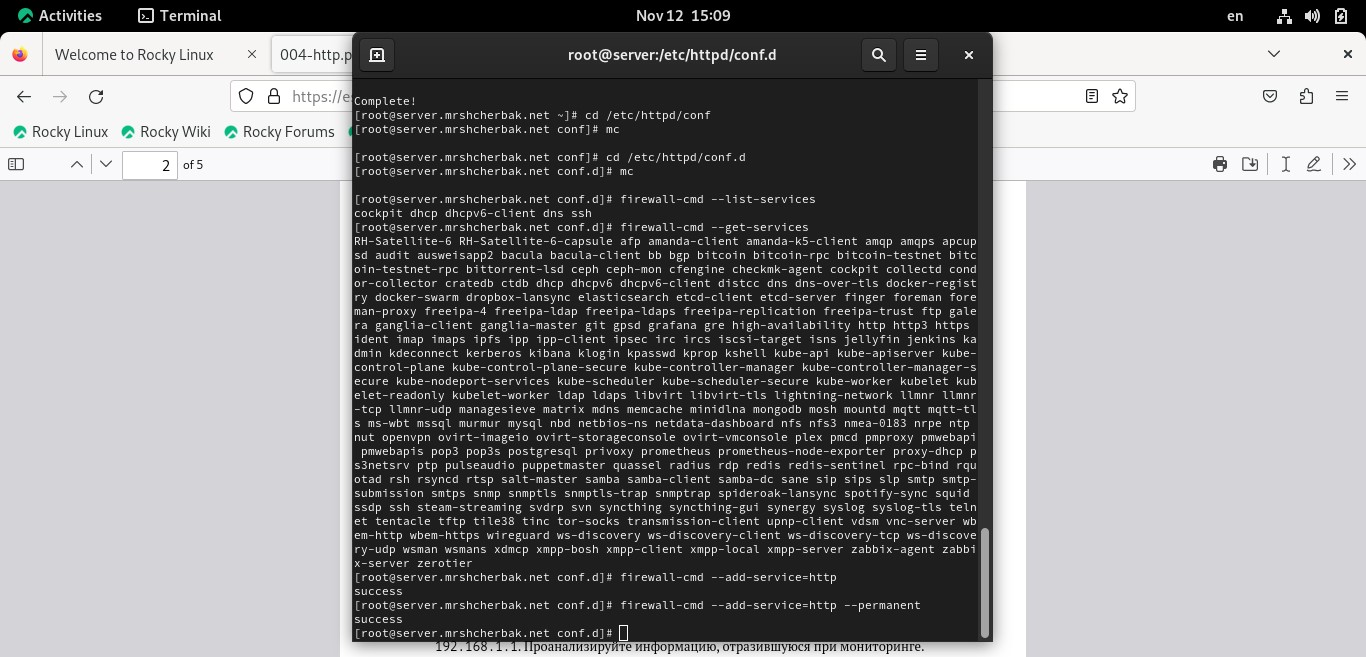 Activities
Terminal
Nov 12 15:09
en
Welcome to Rocky Linux
004-http.p
root@server:/etc/httpd/conf.d
https://e
Rocky Linux
Rocky Wiki
Rocky Forums
2 of 5
Complete!
[root@server.mrshcherbak.net ~]# cd /etc/httpd/conf
[root@server.mrshcherbak.net conf]# mc
[root@server.mrshcherbak.net conf]# cd /etc/httpd/conf.d
[root@server.mrshcherbak.net conf.d]# mc
[root@server.mrshcherbak.net conf.d]# firewall-cmd --list-services
cockpit dhcp dhcpv6-client dns ssh
[root@server.mrshcherbak.net conf.d]# firewall-cmd --get-services
RH-Satellite-6 RH-Satellite-6-capsule afp amanda-client amanda-k5-client amqp amqps apcup
sd audit ausweisapp2 bacula bacula-client bb bgp bitcoin bitcoin-rpc bitcoin-testnet bitc
oin-testnet-rpc bittorrent-lsd ceph ceph-mon cfengine checkmk-agent cockpit collectd cond
or-collector cratedb ctdb dhcp dhcpv6 dhcpv6-client distcc dns dns-over-tls docker-regist
ry docker-swarm dropbox-lansync elasticsearch etcd-client etcd-server finger foreman fore
man-proxy freeipa-4 freeipa-ldap freeipa-ldaps freeipa-replication freeipa-trust ftp gale
ra ganglia-client ganglia-master git gpsd grafana gre high-availability http http3 https
ident imap imaps ipfs ipp ipp-client ipsec irc ircs iscsi-target isns jellyfin jenkins ka
dmin kdeconnect kerberos kibana klogin kpasswd kprop kshell kube-api kube-apiserver kube-
control-plane kube-control-plane-secure kube-controller-manager kube-controller-manager-s
ecure kube-nodeport-services kube-scheduler kube-scheduler-secure kube-worker kubelet kub
elet-readonly kubelet-worker ldap ldaps libvirt libvirt-tls lightning-network llmnr llmnr
-tcp llmnr-udp managesieve matrix mdns memcache minidlna mongodb mosh mountd mqtt mqtt-tl
s ms-wbt mssql murmur mysql nbd netbios-ns netdata-dashboard nfs nfs3 nmea-0183 nrpe ntp
nut openvpn ovirt-imageio ovirt-storageconsole ovirt-vmconsole plex pmcd pmproxy pmwebapi
pmwebapis pop3 pop3s postgresql privoxy prometheus prometheus-node-exporter proxy-dhcp p
s3netsrv ptp pulseaudio puppetmaster quassel radius rdp redis redis-sentinel rpc-bind rqu
otad rsh rsyncd rtsp salt-master samba samba-client samba-dc sane sip sips slp smtp smtp-
submission smtps snmp snmptls snmptls-trap snmptrap spideroak-lansync spotify-sync squid
ssdp ssh steam-streaming svdrp svn syncthing syncthing-gui synergy syslog syslog-tls teln
et tentacle tftp tile38 tinc tor-socks transmission-client upnp-client vdsm vnc-server wb
em-http wbem-https wireguard ws-discovery ws-discovery-client ws-discovery-tcp ws-discove
ry-udp wsman wsmans xdmcp xmpp-bosh xmpp-client xmpp-local xmpp-server zabbix-agent zabbi
x-server zerotier
[root@server.mrshcherbak.net conf.d]# firewall-cmd --add-service=http
success
[root@server.mrshcherbak.net conf.d]# firewall-cmd --add-service=http --permanent
success
[root@server.mrshcherbak.net conf.d]#
192.168.1.1. Проанализируйте информацию, отразившуюся при мониторинге.